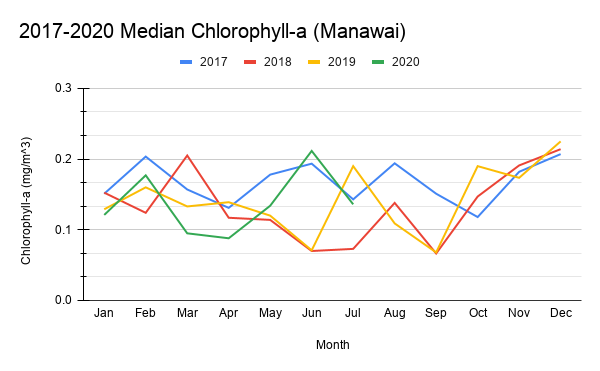 2017-2020 Median Chlorophyll-a (Manawai)
2017 2018 2019 2020
Chlorophyll-a (mg/m^3)
0.3
0.2
0.1
0.0
Jan Feb Mar Apr May Jun Jul Aug Sep Oct Nov Dec
Month